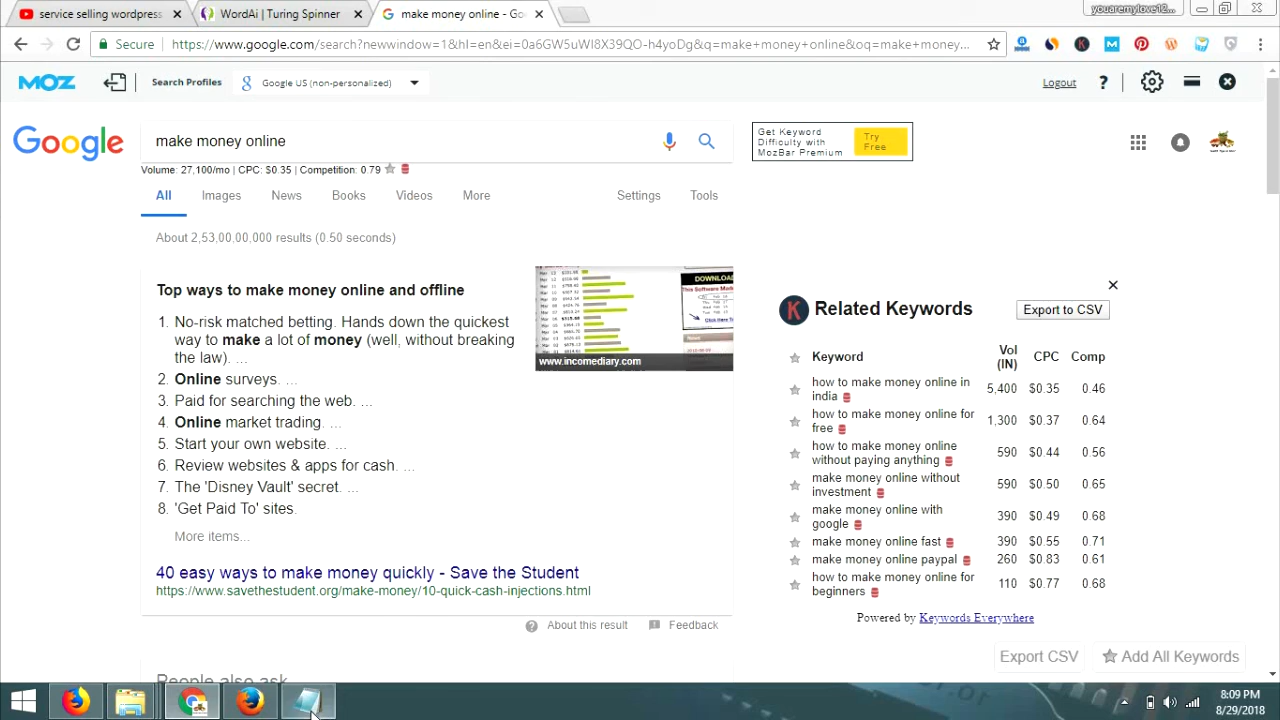 service selling wordpress
WordAi | Turing Spinner
make money online - Go
youaremylove12...
Secure
https://www.google.com/search?newwindow=1&hl=en&ei=0a6GW5uWI8X39QO-h4yoDg&q=make+money+online&oq=make+money...
MOZ
Search Profiles
Google US (non-personalized)
Logout
?
Google
make money online
Get Keyword
Difficulty with
MozBar Premium
Try
Free
Volume: 27,100/mo | CPC: $0.35 | Competition: 0.79
All
Images
News
Books
Videos
More
Settings
Tools
About 2,53,00,00,000 results (0.50 seconds)
Top ways to make money online and offline
1. No-risk matched betting. Hands down the quickest
way to make a lot of money (well, without breaking
the law). ...
2. Online surveys. ...
3. Paid for searching the web. ...
4. Online market trading. ...
5. Start your own website. ...
6. Review websites & apps for cash. ...
7. The 'Disney Vault' secret. ...
8. 'Get Paid To' sites.
More items...
www.incomediary.com
40 easy ways to make money quickly - Save the Student
https://www.savethestudent.org/make-money/10-quick-cash-injections.html
About this result
Feedback
People also ask
K
Related Keywords
Export to CSV
Keyword
Vol
(IN)
CPC
Comp
how to make money online in
india
5,400 $0.35 0.46
how to make money online for
free
1,300 $0.37 0.64
how to make money online
without paying anything
590 $0.44 0.56
make money online without
investment
590 $0.50 0.65
make money online with
google
390 $0.49 0.68
make money online fast
390 $0.55 0.71
make money online paypal
260 $0.83 0.61
how to make money online for
beginners
110 $0.77 0.68
Powered by Keywords Everywhere
Export CSV
Add All Keywords
8:09 PM
8/29/2018